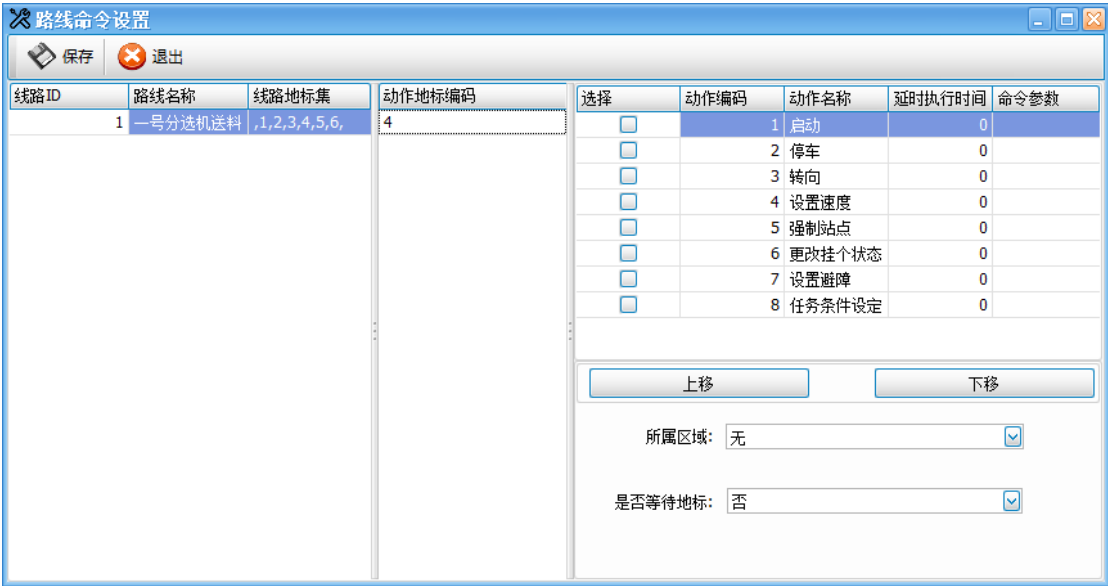 路线命令设置
保存 退出
线路ID 路线名称 线路地标集 动作地标编码 选择 动作编码 动作名称 延时执行时间 命令参数
1 一号分选机送料 ,1,2,3,4,5,6, 4 1 启动 0
2 停车 0
3 转向 0
4 设置速度 0
5 强制站点 0
6 更改挂个状态 0
7 设置避障 0
8 任务条件设定 0
上移 下移
所属区域: 无
是否等待地标: 否